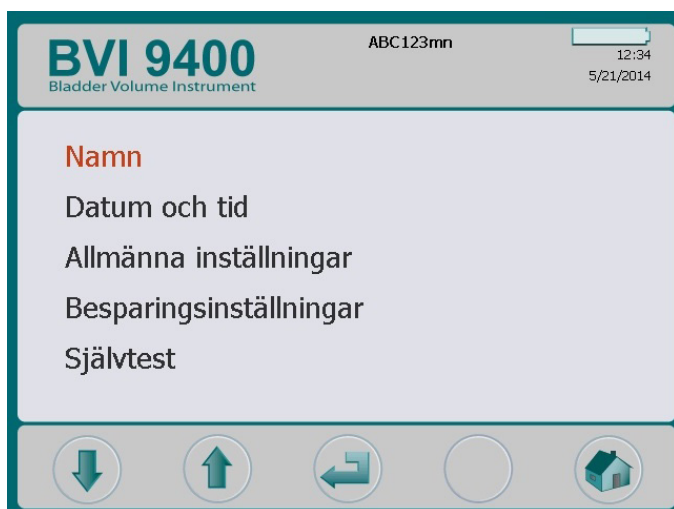 BVI 9400
Bladder Volume Instrument
ABC123mn
12:34
5/21/2014
Namn
Datum och tid
Allmänna inställningar
Besparingsinställningar
Självtest